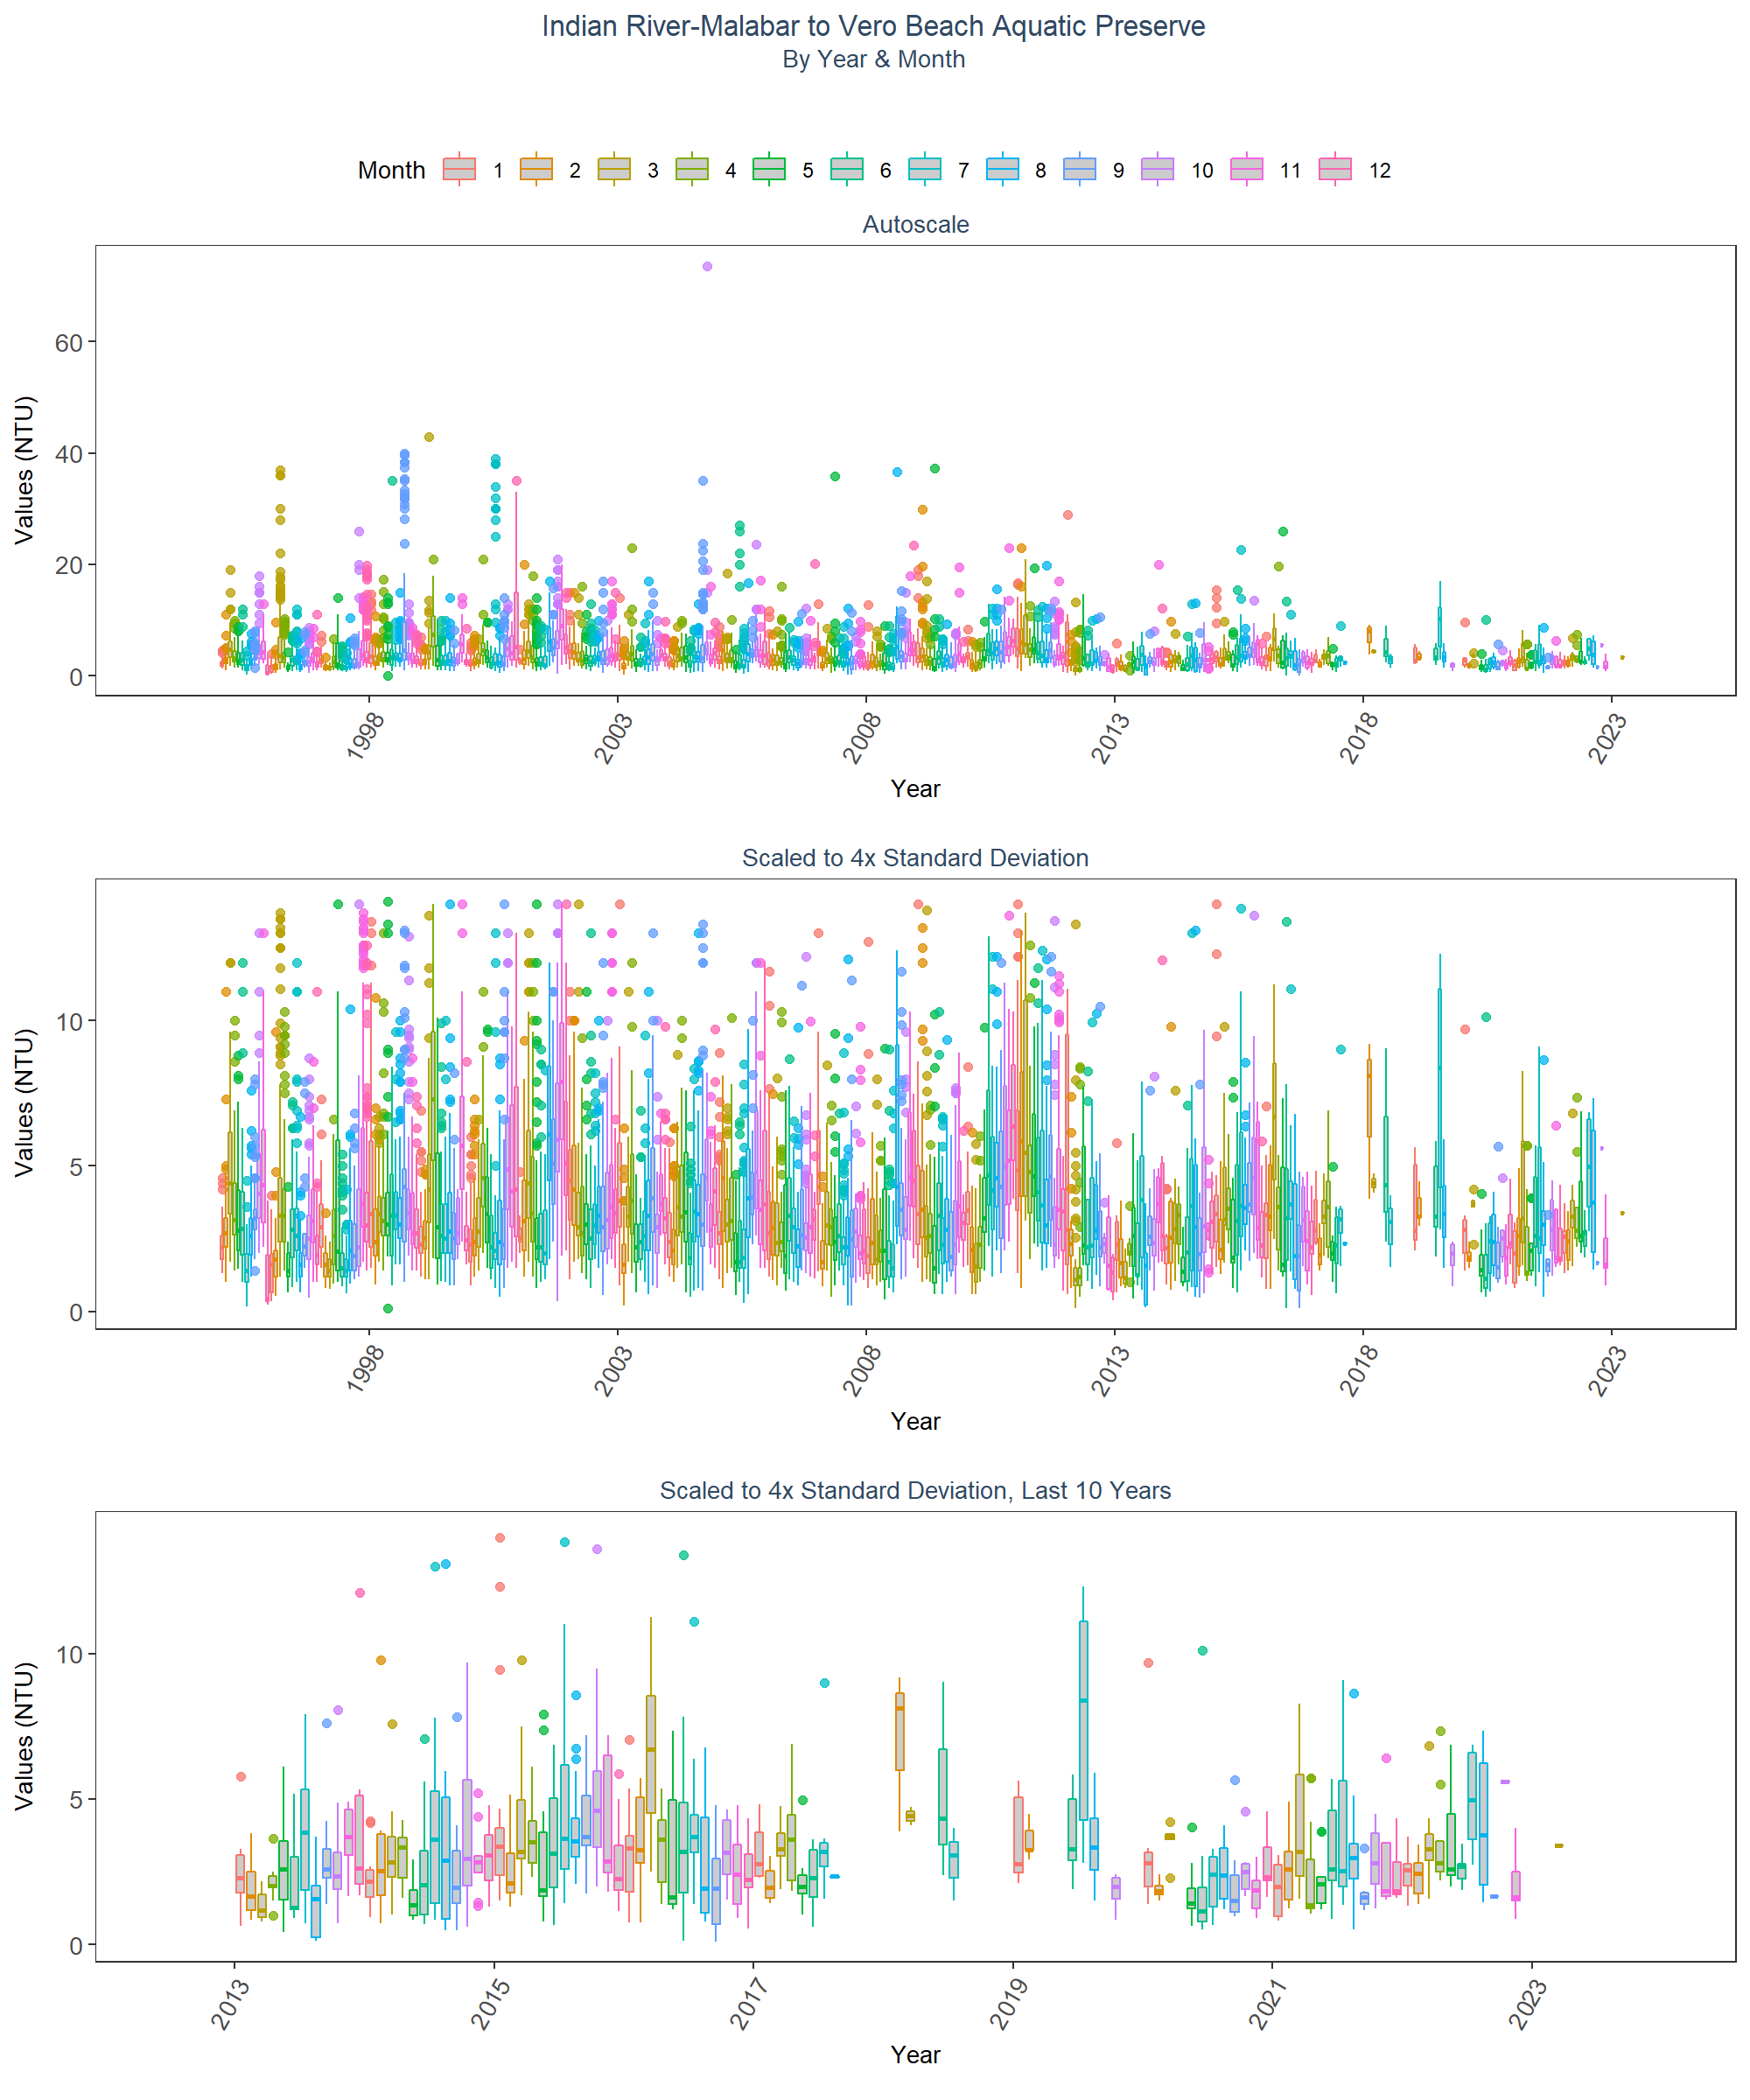 Indian River-Malabar to Vero Beach Aquatic Preserve
By Year & Month
Month 1 2 3 4 5 6 7 8 9 10 11 12
Autoscale
Values (NTU)
60
40
20
0
1998 2003 2008 2013 2018 2023
Year
Scaled to 4x Standard Deviation
Values (NTU)
10
5
0
1998 2003 2008 2013 2018 2023
Year
Scaled to 4x Standard Deviation, Last 10 Years
Values (NTU)
10
5
0
2013 2015 2017 2019 2021 2023
Year